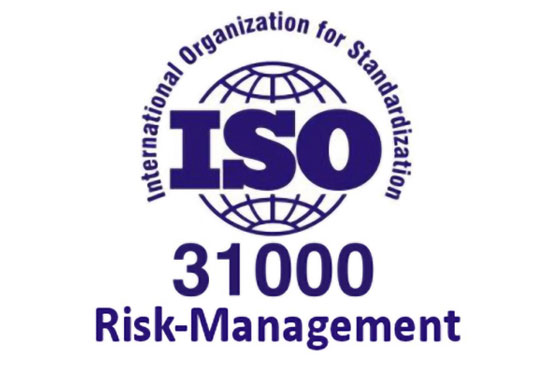 International Organization for Standardization
ISO
31000
Risk-Management